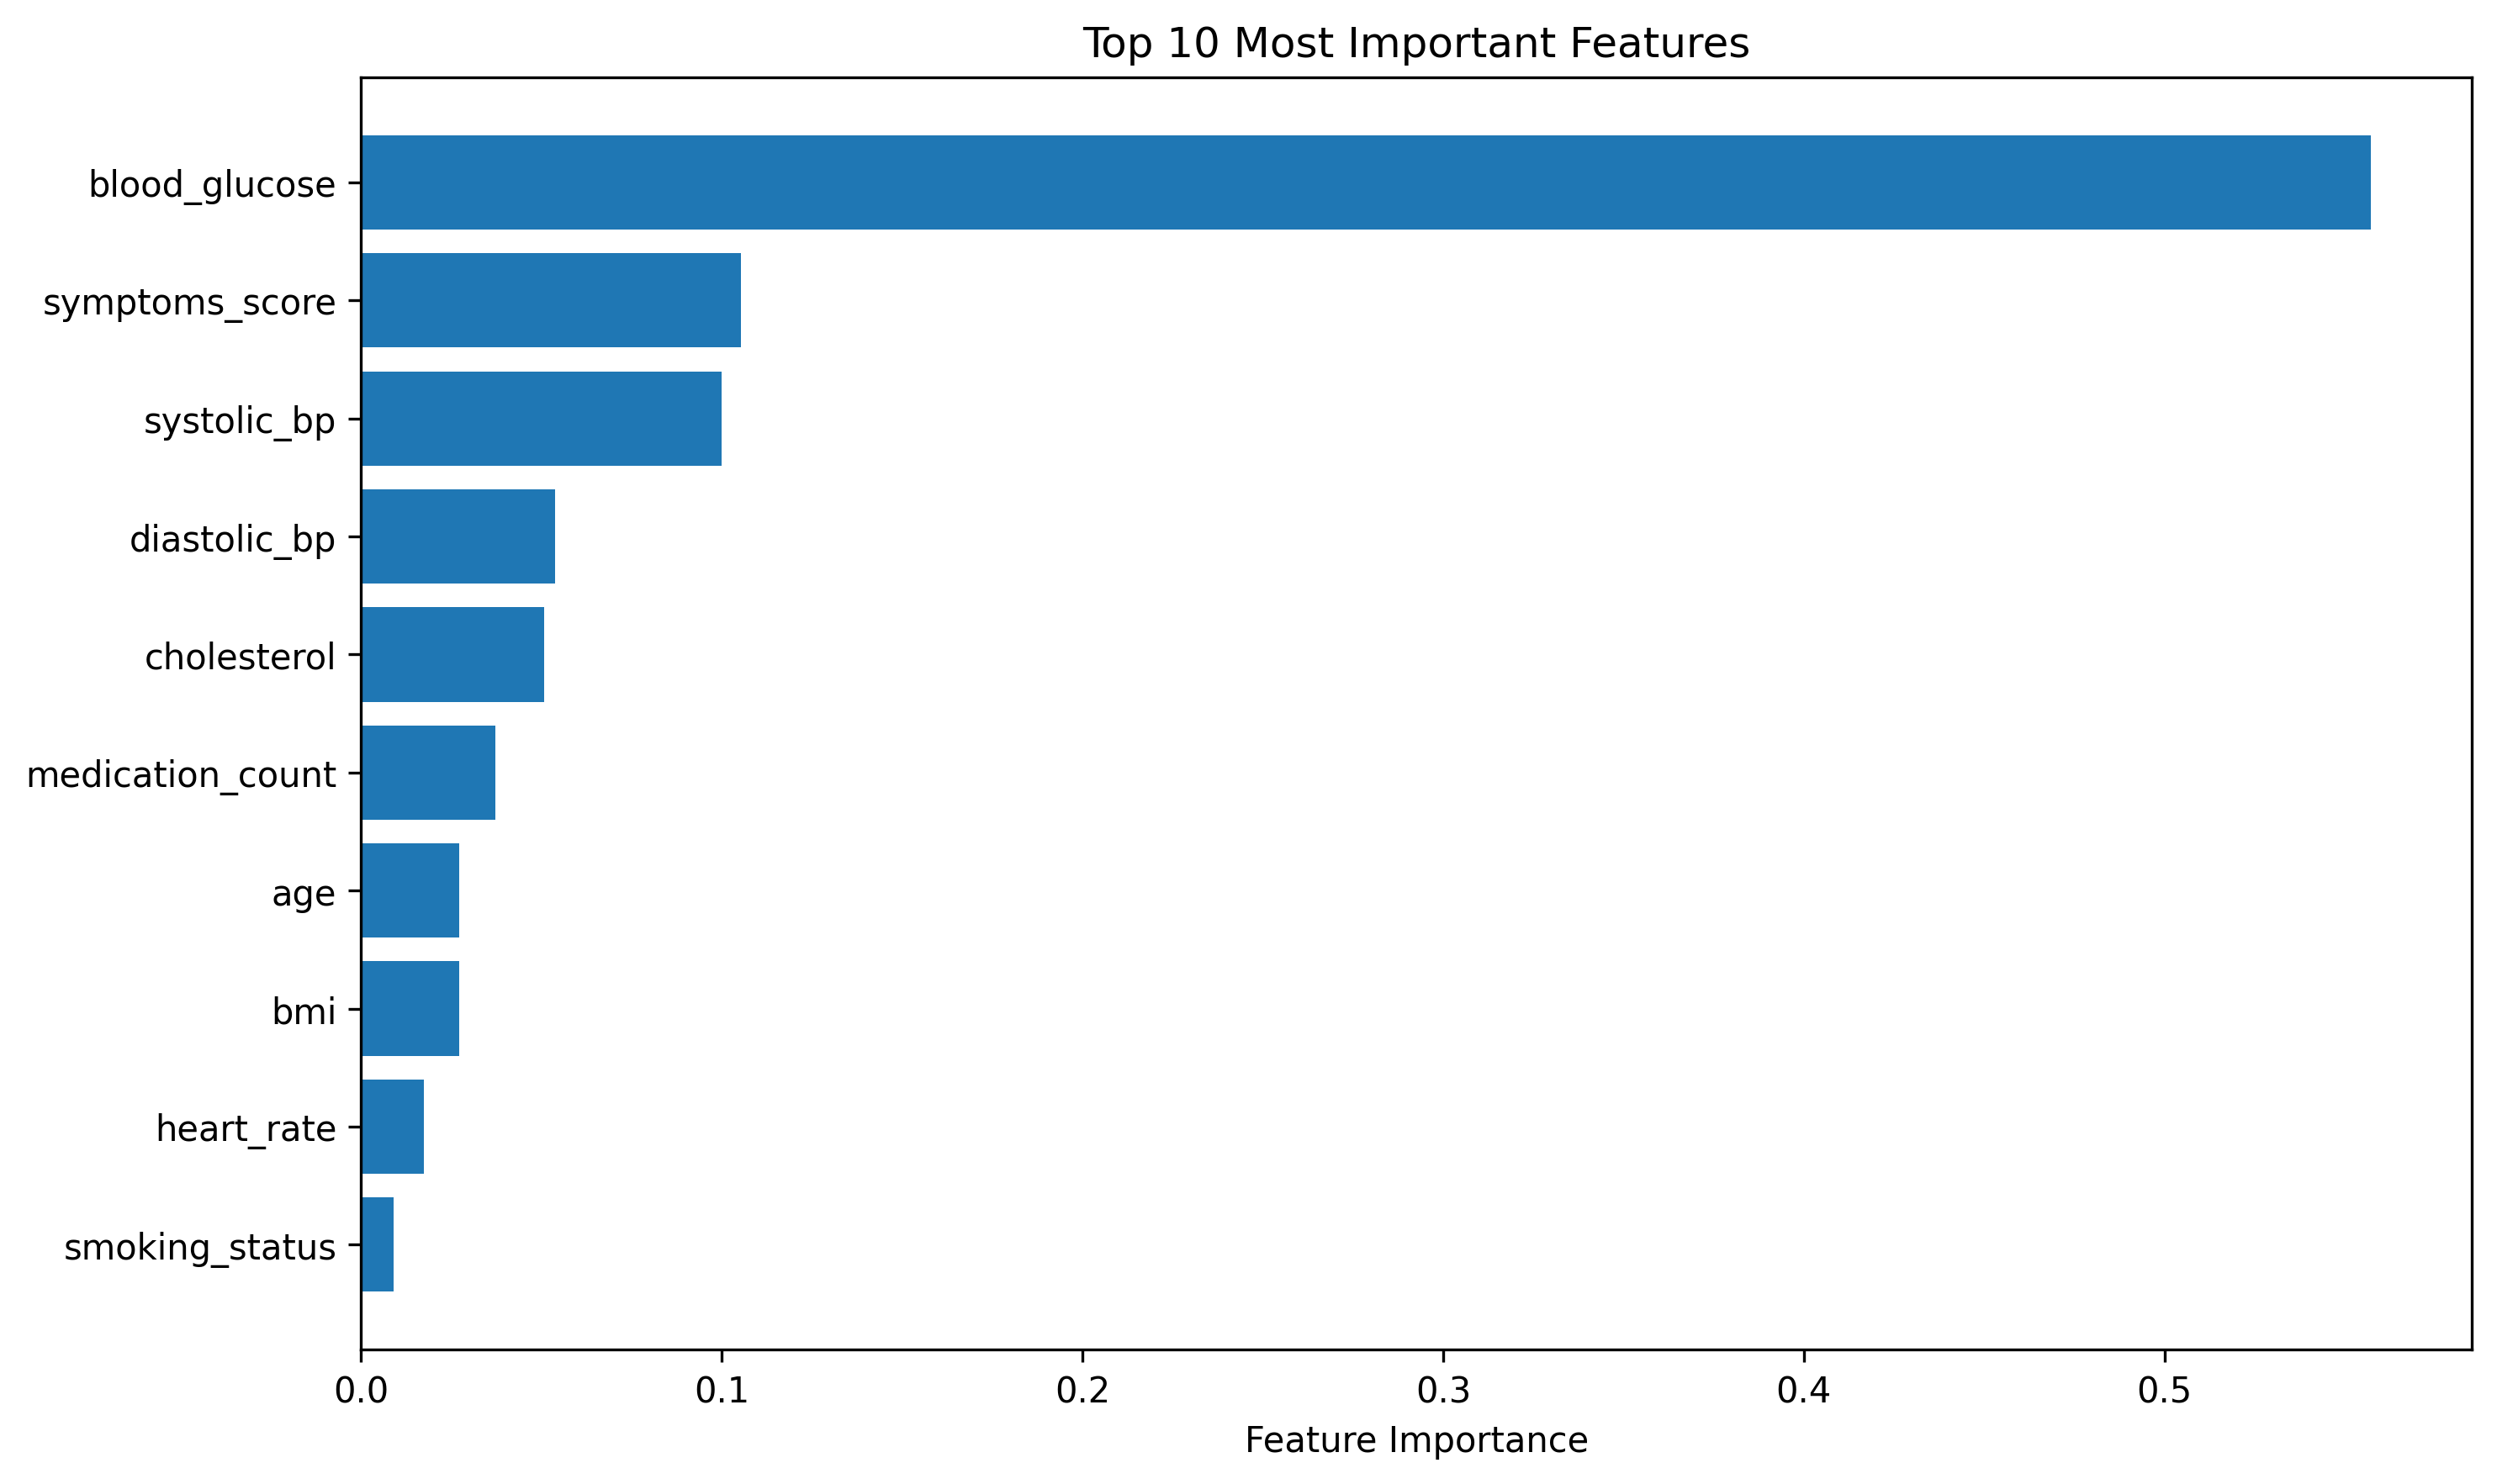 Top 10 Most Important Features
blood_glucose
symptoms_score
systolic_bp
diastolic_bp
cholesterol
medication_count
age
bmi
heart_rate
smoking_status
0.0 0.1 0.2 0.3 0.4 0.5
Feature Importance